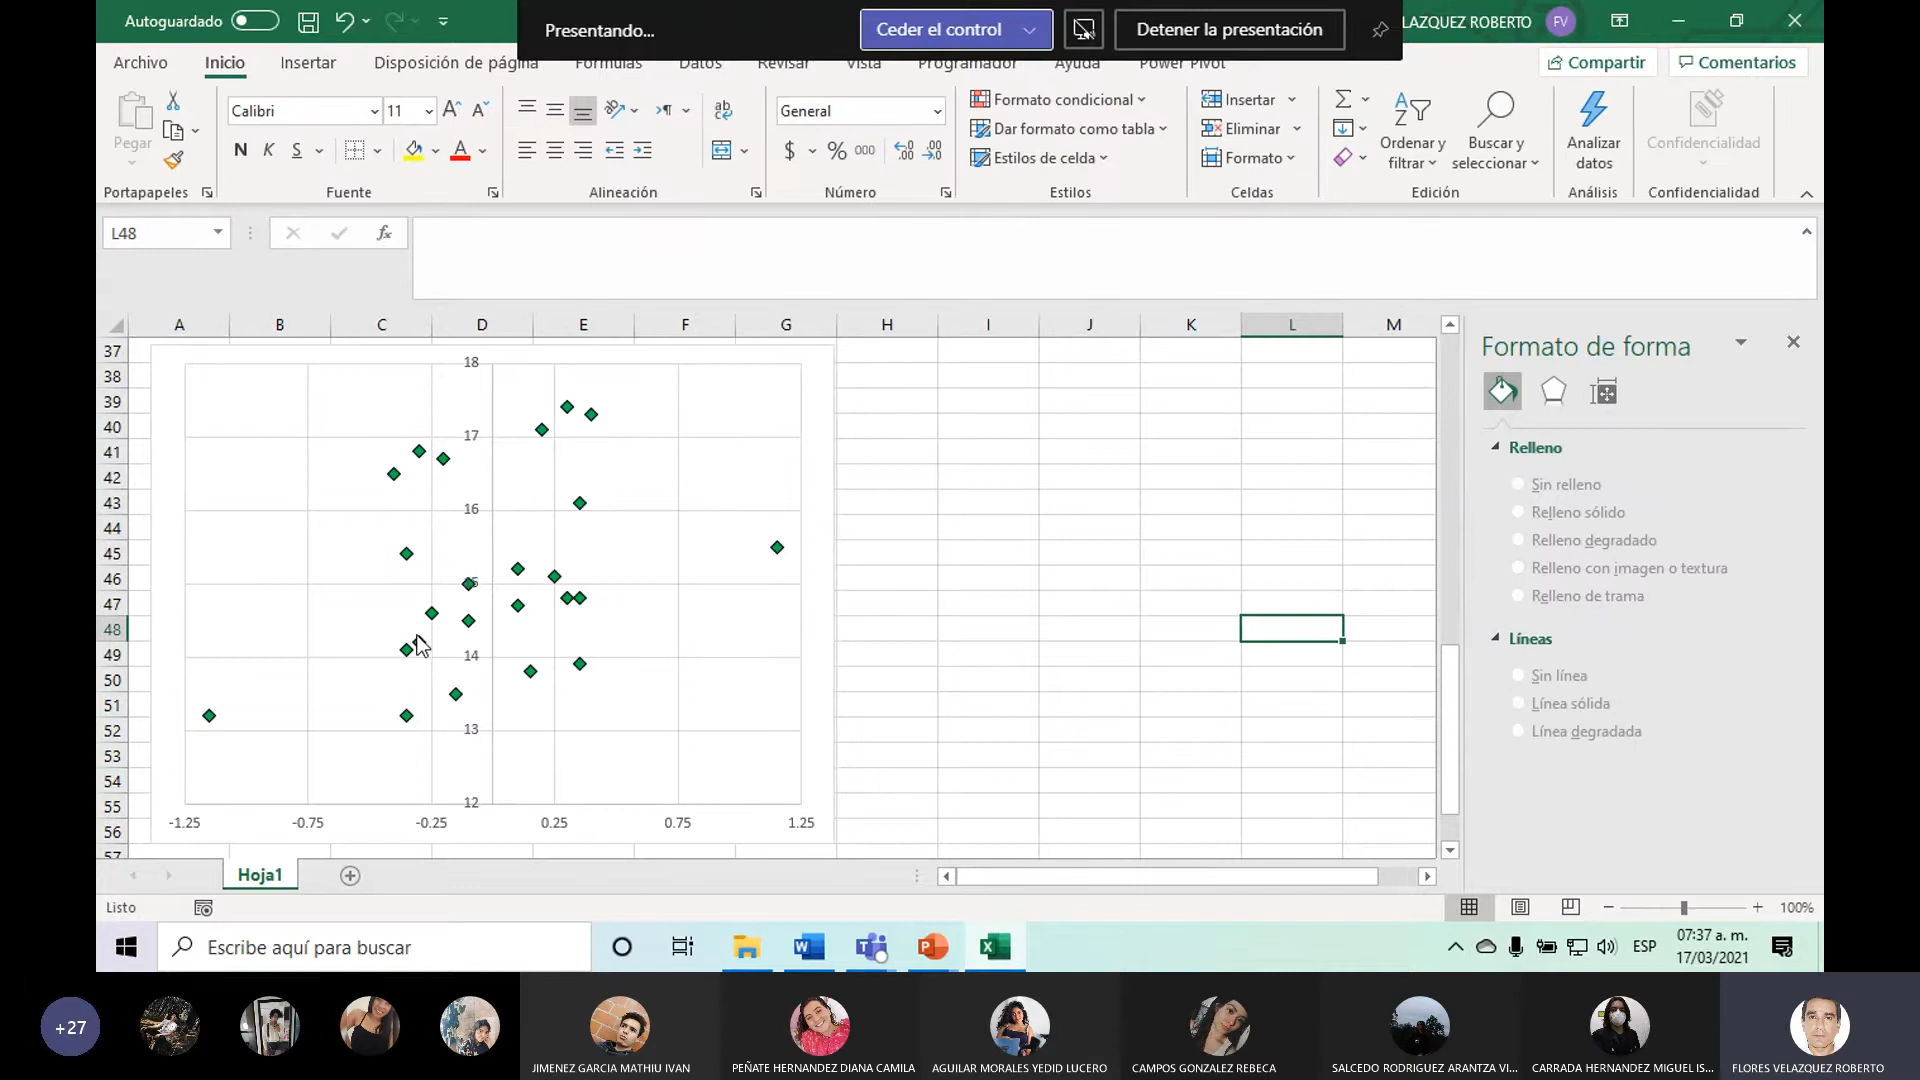 Autoguardado
Presentando...
Ceder el control
Detener la presentación
LAZQUEZ ROBERTO
FV
Archivo
Inicio
Insertar
Disposición de página
Fórmulas
Datos
Revisar
Vista
Programador
Ayuda
Power Pivot
Compartir
Comentarios
Pegar
Calibri
11
N K S
General
$ % 000
Formato condicional
Dar formato como tabla
Estilos de celda
Insertar
Eliminar
Formato
Ordenar y
filtrar
Buscar y
seleccionar
Analizar
datos
Confidencialidad
Portapapeles
Fuente
Alineación
Número
Estilos
Celdas
Edición
Análisis
Confidencialidad
L48
fx
A B C D E F G H I J K L M
37
38
39
40
41
42
43
44
45
46
47
48
49
50
51
52
53
54
55
56
57
18
17
16
14
13
12
-1.25 -0.75 -0.25 0.25 0.75 1.25
Formato de forma
Relleno
Sin relleno
Relleno sólido
Relleno degradado
Relleno con imagen o textura
Relleno de trama
Líneas
Sin línea
Línea sólida
Línea degradada
Hoja1
Listo
100%
Escribe aquí para buscar
ESP
07:37 a. m.
17/03/2021
+27
JIMENEZ GARCIA MATHIU IVAN
PEÑATE HERNANDEZ DIANA CAMILA
AGUILAR MORALES YEDID LUCERO
CAMPOS GONZALEZ REBECA
SALCEDO RODRIGUEZ ARANTZA VI...
CARRADA HERNANDEZ MIGUEL IS...
FLORES VELAZQUEZ ROBERTO